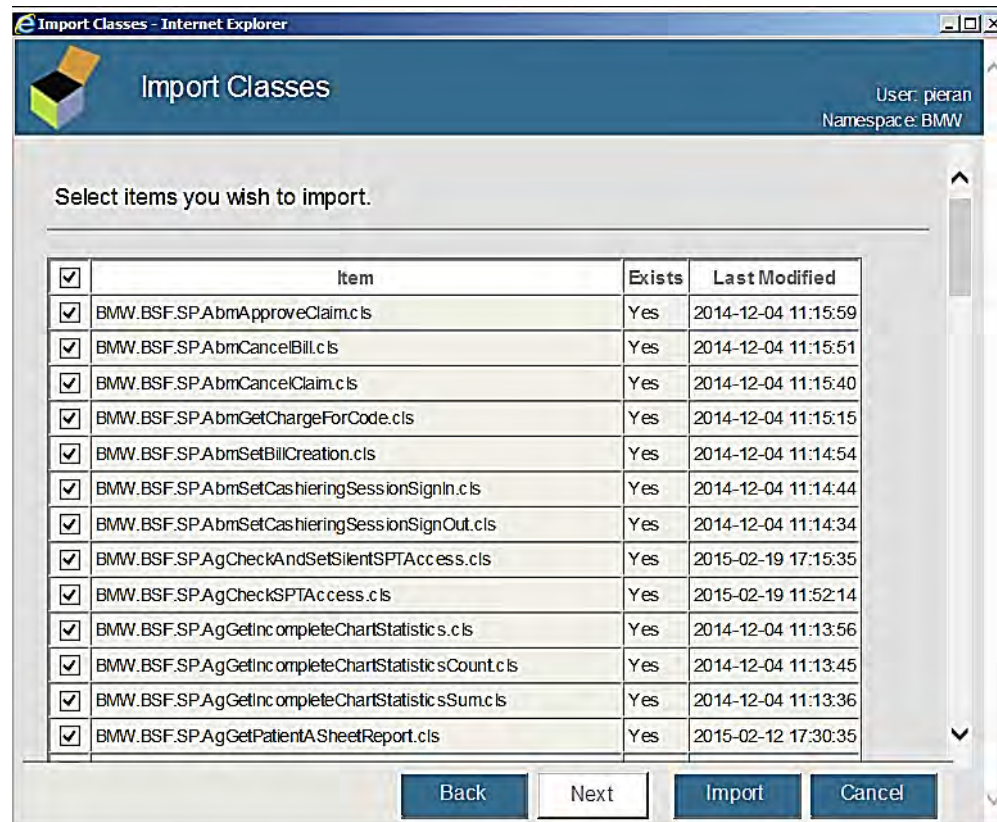 Import Classes - Internet Explorer
Import Classes
User: pieran
Namespace: BMW
Select items you wish to import.
Item Exists Last Modified
BMW.BSF.SP.AbmApproveClaim.cls Yes 2014-12-04 11:15:59
BMW.BSF.SP.AbmCancelBill.cls Yes 2014-12-04 11:15:51
BMW.BSF.SP.AbmCancelClaim.cls Yes 2014-12-04 11:15:40
BMW.BSF.SP.AbmGetChargeForCode.cls Yes 2014-12-04 11:15:15
BMW.BSF.SP.AbmSetBillCreation.cls Yes 2014-12-04 11:14:54
BMW.BSF.SP.AbmSetCashieringSessionSignIn.cls Yes 2014-12-04 11:14:44
BMW.BSF.SP.AbmSetCashieringSessionSignOut.cls Yes 2014-12-04 11:14:34
BMW.BSF.SP.AgCheckAndSetSilentSPTAccess.cls Yes 2015-02-19 17:15:35
BMW.BSF.SP.AgCheckSPTAccess.cls Yes 2015-02-19 11:52:14
BMW.BSF.SP.AgGetIncompleteChartStatistics.cls Yes 2014-12-04 11:13:56
BMW.BSF.SP.AgGetIncompleteChartStatisticsCount.cls Yes 2014-12-04 11:13:45
BMW.BSF.SP.AgGetIncompleteChartStatisticsSum.cls Yes 2014-12-04 11:13:36
BMW.BSF.SP.AgGetPatientASheetReport.cls Yes 2015-02-12 17:30:35
Back Next Import Cancel